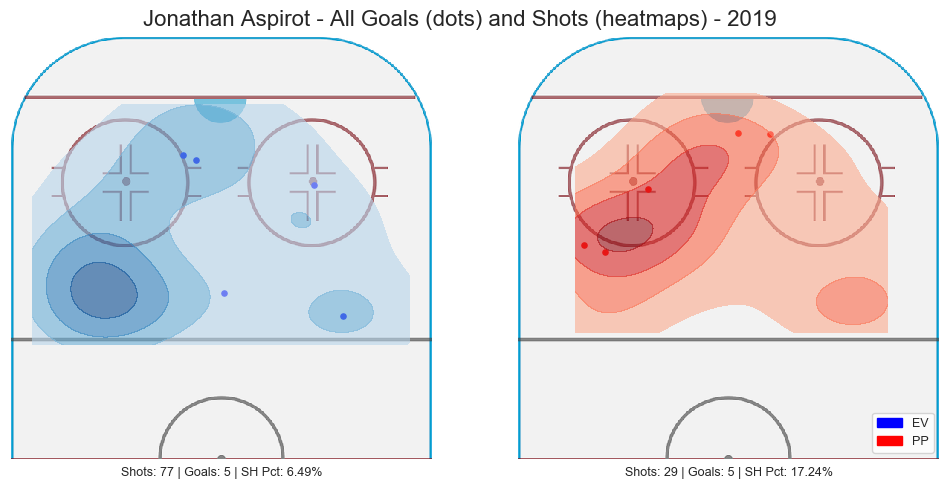 Jonathan Aspirot - All Goals (dots) and Shots (heatmaps) - 2019
EV
PP
Shots: 77 | Goals: 5 | SH Pct: 6.49%
Shots: 29 | Goals: 5 | SH Pct: 17.24%